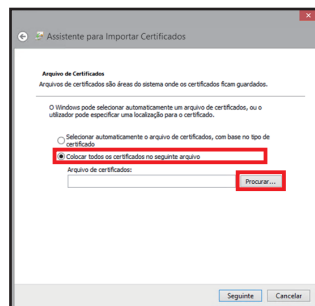 Assistente para Importar Certificados
Arquivo de Certificados
Arquivos de certificados são áreas do sistema onde os certificados ficam guardados.
O Windows pode selecionar automaticamente um arquivo de certificados, ou o
utilizador pode especificar uma localização para o certificado.
Selecionar automaticamente o arquivo de certificados, com base no tipo de
certificado
Colocar todos os certificados no seguinte arquivo
Arquivo de certificados:
Procurar...
Seguinte Cancelar